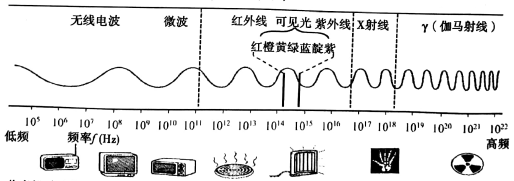 无线电波 微波 红外线 可见光 紫外线 X射线 γ(伽马射线)
红橙黄绿蓝靛紫
10⁵ 10⁶ 10⁷ 10⁸ 10⁹ 10¹⁰ 10¹¹ 10¹² 10¹³ 10¹⁴ 10¹⁵ 10¹⁶ 10¹⁷ 10¹⁸ 10¹⁹ 10²⁰ 10²¹ 10²²
低频 频率f(Hz) 高频